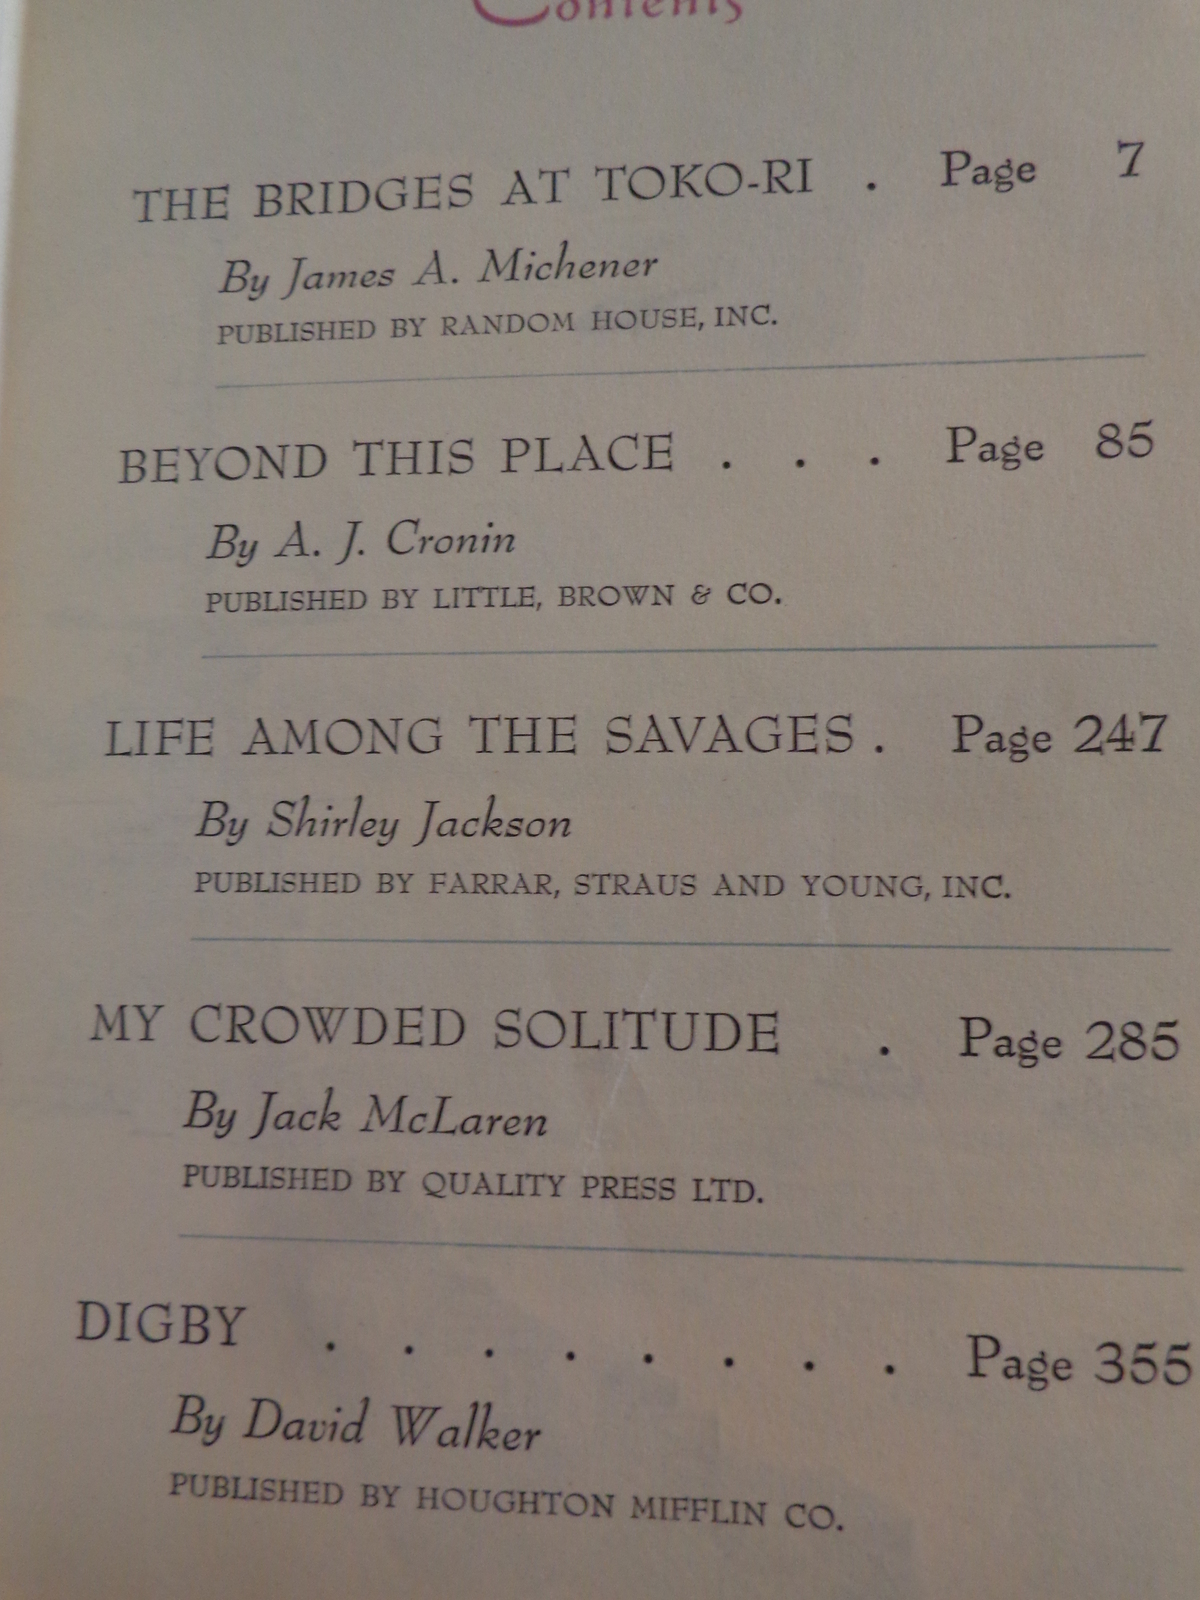 Contents
THE BRIDGES AT TOKO-RI . Page 7
By James A. Michener
PUBLISHED BY RANDOM HOUSE, INC.
BEYOND THIS PLACE . . . Page 85
By A. J. Cronin
PUBLISHED BY LITTLE, BROWN & CO.
LIFE AMONG THE SAVAGES . Page 247
By Shirley Jackson
PUBLISHED BY FARRAR, STRAUS AND YOUNG, INC.
MY CROWDED SOLITUDE . Page 285
By Jack McLaren
PUBLISHED BY QUALITY PRESS LTD.
DIGBY . . . . . . . . Page 355
By David Walker
PUBLISHED BY HOUGHTON MIFFLIN CO.